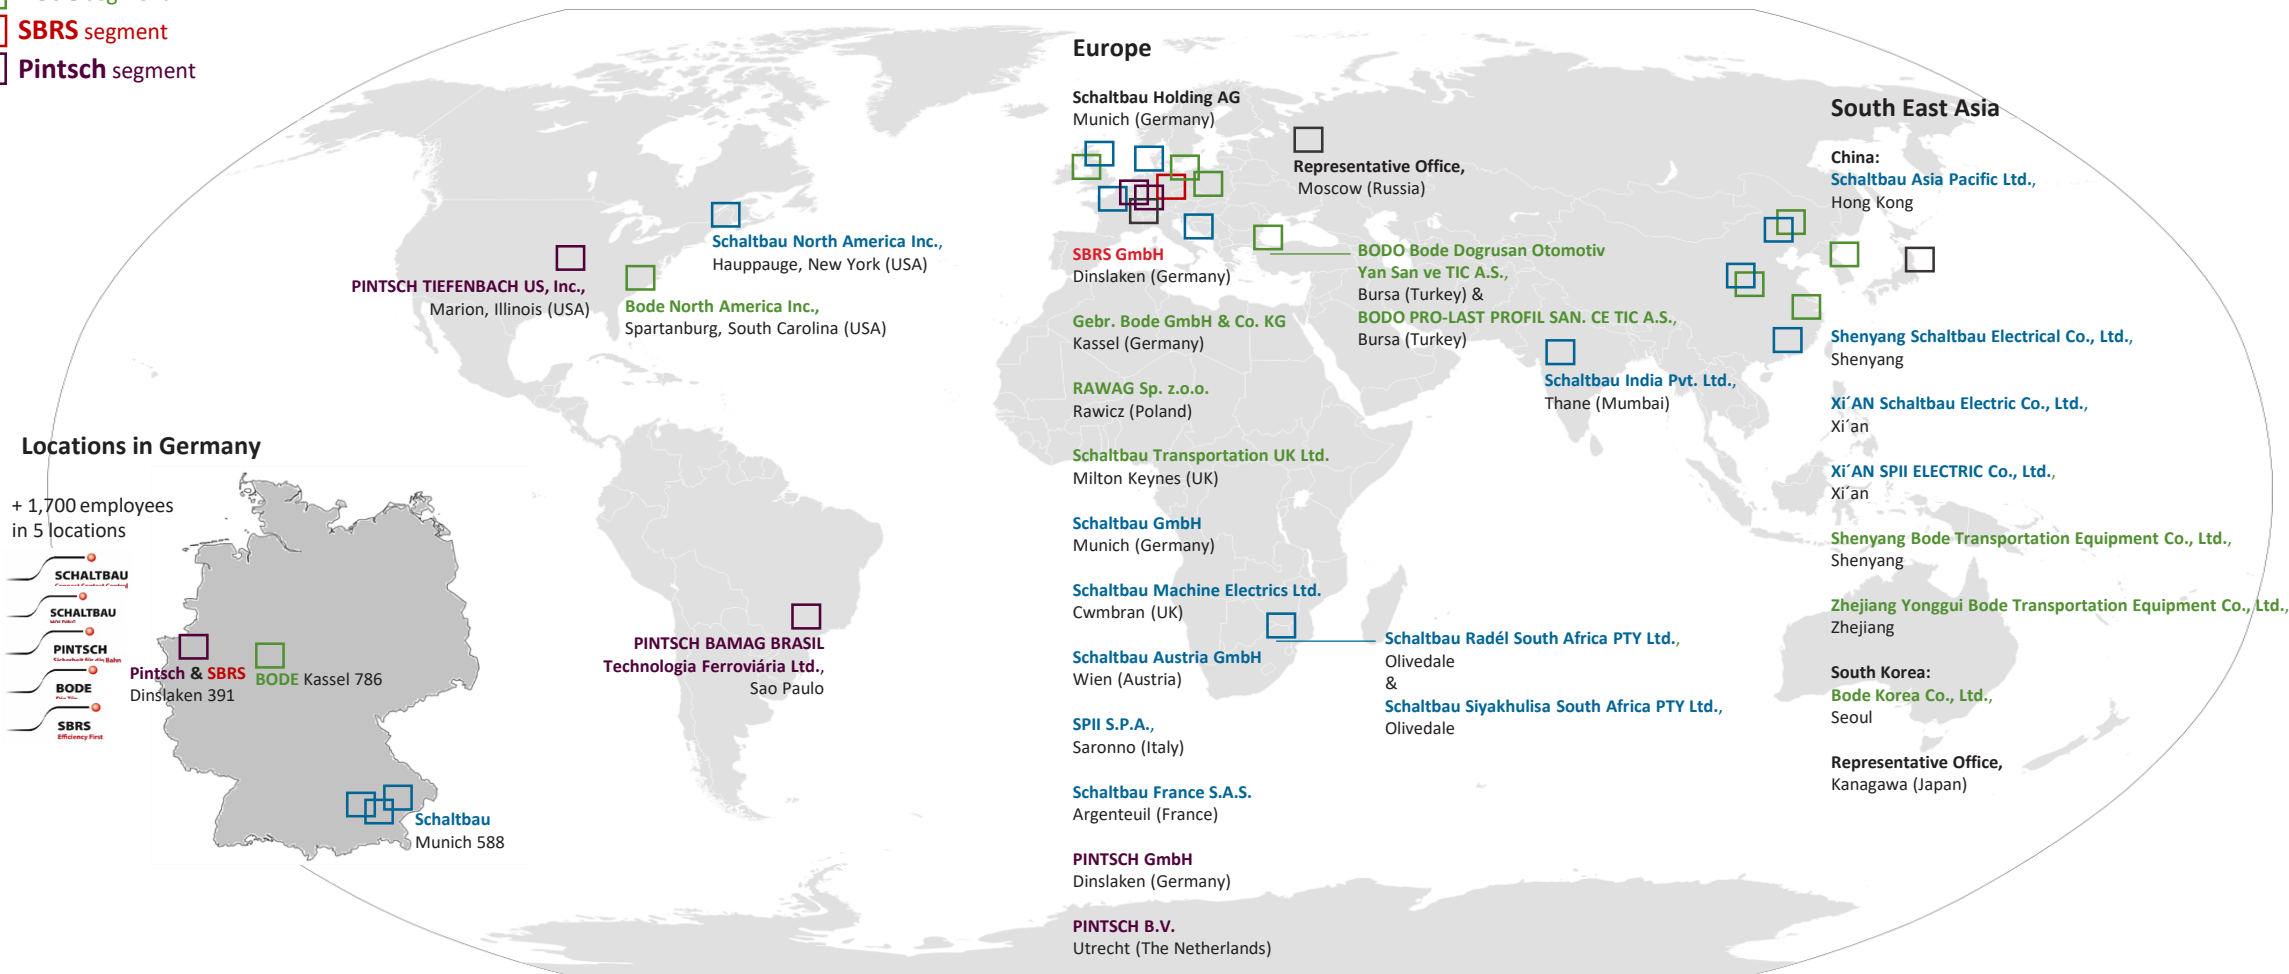 SBRS segment
Pintsch segment
Europe
Schaltbau Holding AG
Munich (Germany)
Representative Office,
Moscow (Russia)
South East Asia
China:
Schaltbau Asia Pacific Ltd.,
Hong Kong
Schaltbau North America Inc.,
Hauppauge, New York (USA)
PINTSCH TIEFENBACH US, Inc.,
Marion, Illinois (USA)
Bode North America Inc.,
Spartanburg, South Carolina (USA)
SBRS GmbH
Dinslaken (Germany)
BODO Bode Dogrusan Otomotiv
Yan San ve TIC A.S.,
Bursa (Turkey) &
BODO PRO-LAST PROFIL SAN. CE TIC A.S.,
Bursa (Turkey)
Gebr. Bode GmbH & Co. KG
Kassel (Germany)
RAWAG Sp. z.o.o.
Rawicz (Poland)
Schaltbau Transportation UK Ltd.
Milton Keynes (UK)
Schaltbau GmbH
Munich (Germany)
Schaltbau Machine Electrics Ltd.
Cwmbran (UK)
Schaltbau Austria GmbH
Wien (Austria)
SPII S.P.A.,
Saronno (Italy)
Schaltbau France S.A.S.
Argenteuil (France)
PINTSCH GmbH
Dinslaken (Germany)
PINTSCH B.V.
Utrecht (The Netherlands)
Schaltbau India Pvt. Ltd.,
Thane (Mumbai)
Shenyang Schaltbau Electrical Co., Ltd.,
Shenyang
Xi´AN Schaltbau Electric Co., Ltd.,
Xi´an
Xi´AN SPII ELECTRIC Co., Ltd.,
Xi´an
Shenyang Bode Transportation Equipment Co., Ltd.,
Shenyang
Zhejiang Yonggui Bode Transportation Equipment Co., Ltd.,
Zhejiang
South Korea:
Bode Korea Co., Ltd.,
Seoul
Representative Office,
Kanagawa (Japan)
Schaltbau Radél South Africa PTY Ltd.,
Olivedale
&
Schaltbau Siyakhulisa South Africa PTY Ltd.,
Olivedale
PINTSCH BAMAG BRASIL
Technologia Ferroviária Ltd.,
Sao Paulo
Locations in Germany
+ 1,700 employees
in 5 locations
SCHALTBAU
SCHALTBAU
PINTSCH
Sicherheit für die Bahn
BODE
SBRS
Efficiency First
Pintsch & SBRS
Dinslaken 391
BODE Kassel 786
Schaltbau
Munich 588